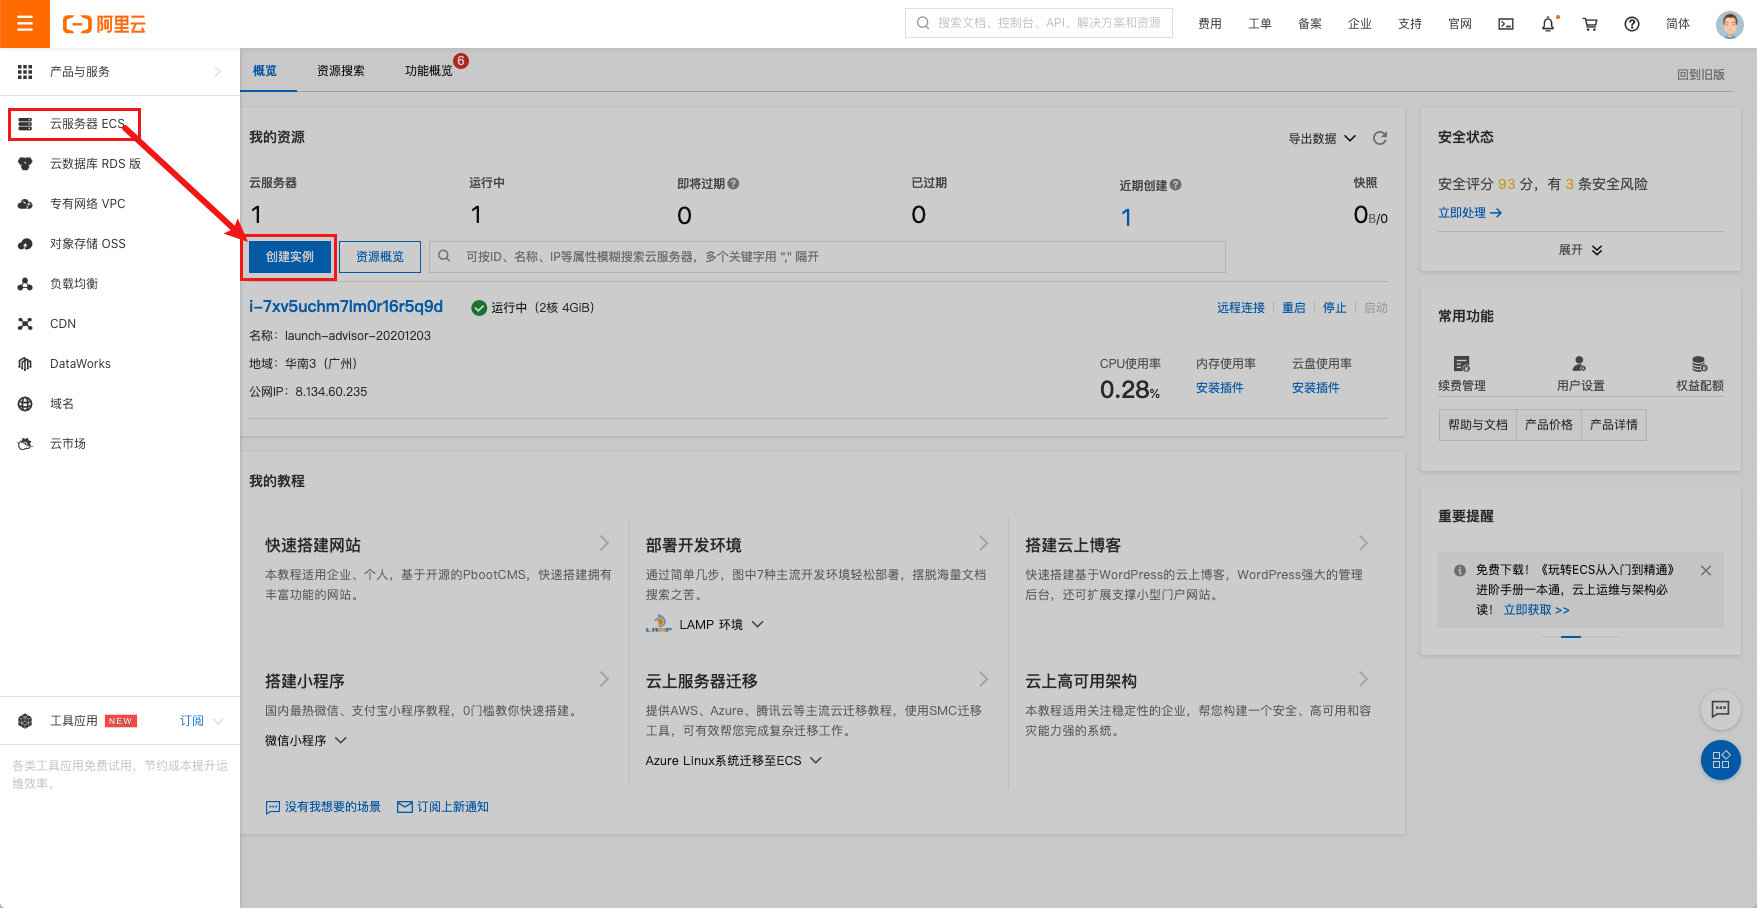 阿里云
搜索文档、控制台、API、解决方案和资源
费用 工单 备案 企业 支持 官网 简体
产品与服务
云服务器 ECS
云数据库 RDS 版
专有网络 VPC
对象存储 OSS
负载均衡
CDN
DataWorks
域名
云市场
工具应用 NEW 订阅
各类工具应用免费试用，节约成本提升运
维效率。
概览 资源搜索 功能概览 6
回到旧版
我的资源
导出数据
云服务器 运行中 即将过期 已过期 近期创建 快照
1 1 0 0 1 0B/0
创建实例 资源概览 可按ID、名称、IP等属性模糊搜索云服务器，多个关键字用 "," 隔开
i-7xv5uchm7lm0r16r5q9d 运行中（2核 4GiB） 远程连接 重启 停止 启动
名称：launch-advisor-20201203
地域：华南3（广州）
公网IP：8.134.60.235
CPU使用率 内存使用率 云盘使用率
0.28% 安装插件 安装插件
我的教程
快速搭建网站
本教程适用企业、个人，基于开源的PbootCMS，快速搭建拥有
丰富功能的网站。
部署开发环境
通过简单几步，图中7种主流开发环境轻松部署，摆脱海量文档
搜索之苦。
LAMP LAMP 环境
搭建云上博客
快速搭建基于WordPress的云上博客，WordPress强大的管理
后台，还可扩展支撑小型门户网站。
搭建小程序
国内最热微信、支付宝小程序教程，0门槛教你快速搭建。
微信小程序
云上服务器迁移
提供AWS、Azure、腾讯云等主流云迁移教程，使用SMC迁移
工具，可有效帮您完成复杂迁移工作。
Azure Linux系统迁移至ECS
云上高可用架构
本教程适用关注稳定性的企业，帮您构建一个安全、高可用和容
灾能力强的系统。
没有我想要的场景 订阅上新通知
安全状态
安全评分 93 分，有 3 条安全风险
立即处理
展开
常用功能
续费管理 用户设置 权益配额
帮助与文档 产品价格 产品详情
重要提醒
免费下载！《玩转ECS从入门到精通》
进阶手册一本通，云上运维与架构必
读！ 立即获取 >>